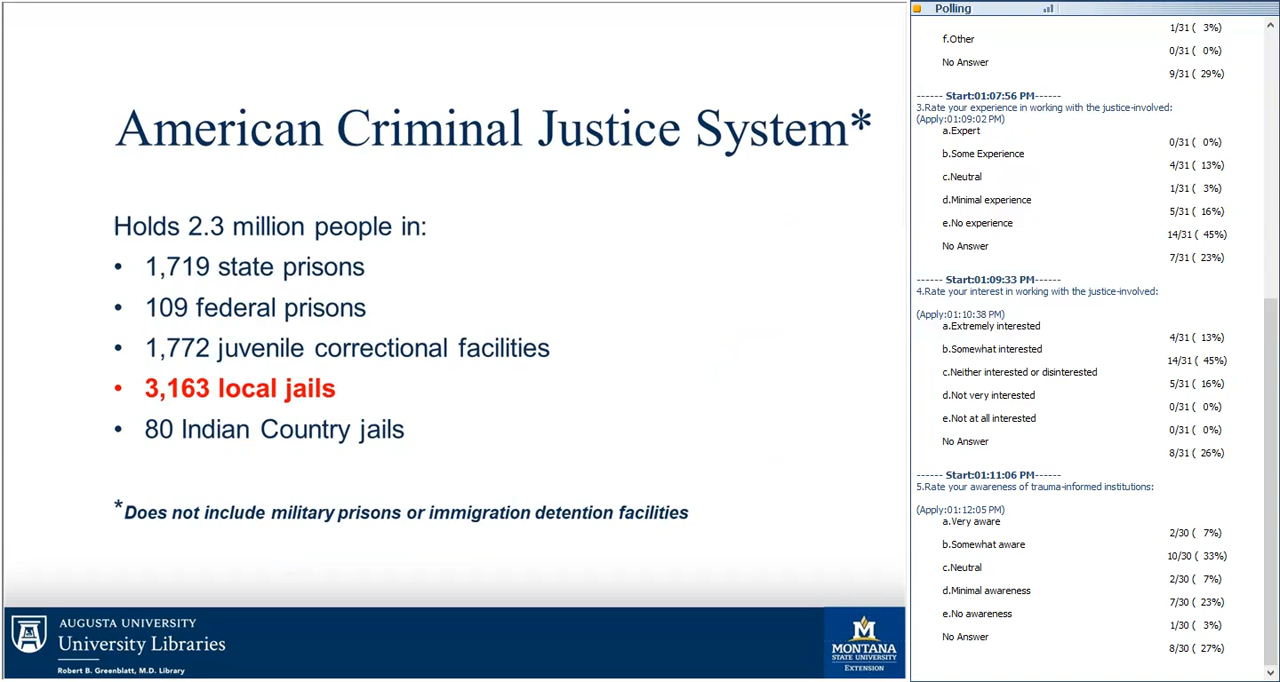 American Criminal Justice System*
Holds 2.3 million people in:
• 1,719 state prisons
• 109 federal prisons
• 1,772 juvenile correctional facilities
• 3,163 local jails
• 80 Indian Country jails
*Does not include military prisons or immigration detention facilities
AUGUSTA UNIVERSITY
University Libraries
Robert B. Greenblatt, M.D. Library
M
MONTANA
STATE UNIVERSITY
EXTENSION
Polling
1/31 ( 3%)
f.Other
0/31 ( 0%)
No Answer
9/31 ( 29%)
------ Start:01:07:56 PM-----
3.Rate your experience in working with the justice-involved:
(Apply:01:09:02 PM)
a.Expert
0/31 ( 0%)
b.Some Experience
4/31 ( 13%)
c.Neutral
1/31 ( 3%)
d.Minimal experience
5/31 ( 16%)
e.No experience
14/31 ( 45%)
No Answer
7/31 ( 23%)
------ Start:01:09:33 PM-----
4.Rate your interest in working with the justice-involved:
(Apply:01:10:38 PM)
a.Extremely interested
4/31 ( 13%)
b.Somewhat interested
14/31 ( 45%)
c.Neither interested or disinterested
5/31 ( 16%)
d.Not very interested
0/31 ( 0%)
e.Not at all interested
0/31 ( 0%)
No Answer
8/31 ( 26%)
------ Start:01:11:06 PM-----
5.Rate your awareness of trauma-informed institutions:
(Apply:01:12:05 PM)
a.Very aware
2/30 ( 7%)
b.Somewhat aware
10/30 ( 33%)
c.Neutral
2/30 ( 7%)
d.Minimal awareness
7/30 ( 23%)
e.No awareness
1/30 ( 3%)
No Answer
8/30 ( 27%)